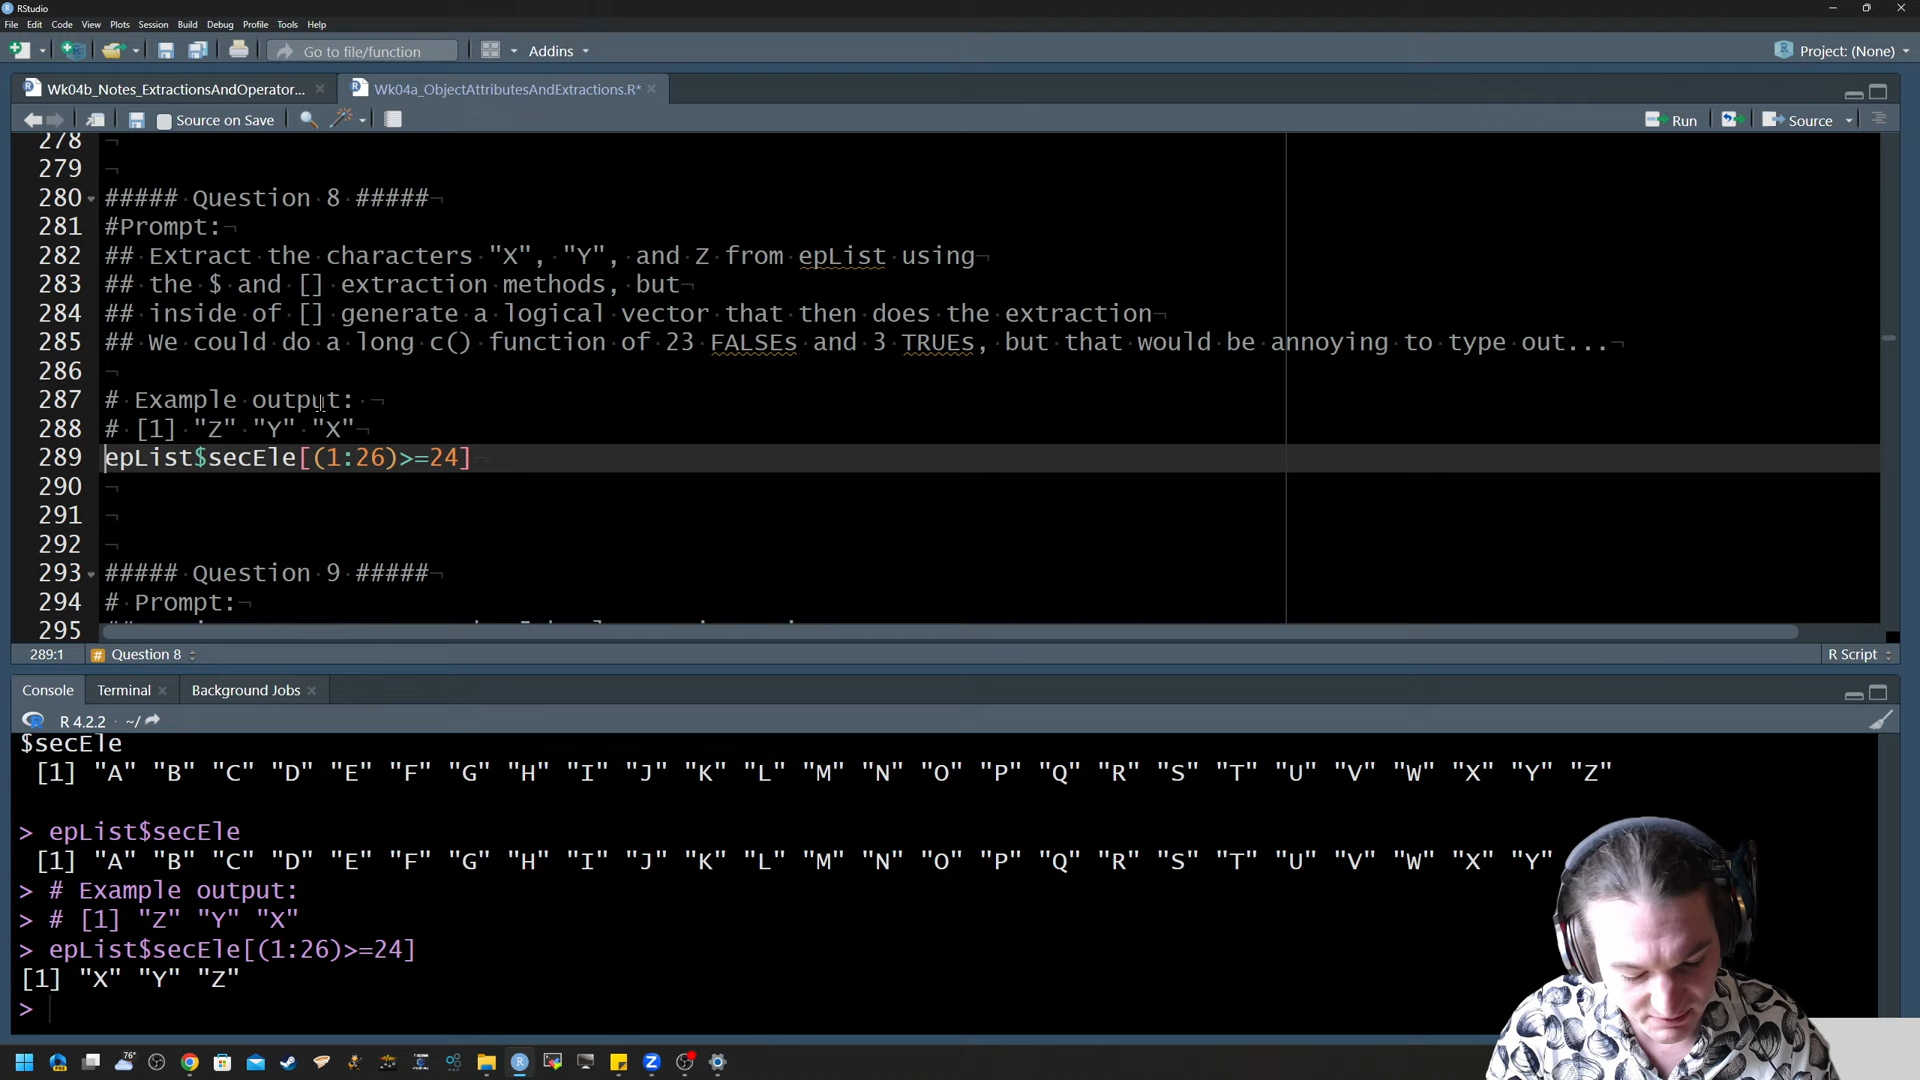 RStudio
File Edit Code View Plots Session Build Debug Profile Tools Help
Go to file/function Addins Project: (None)
Wk04b_Notes_ExtractionsAndOperator... Wk04a_ObjectAttributesAndExtractions.R*
Source on Save Run Source
278
279
280 ##### Question 8 #####
281 #Prompt:
282 ## Extract the characters "X", "Y", and Z from epList using
283 ## the $ and [] extraction methods, but
284 ## inside of [] generate a logical vector that then does the extraction
285 ## We could do a long c() function of 23 FALSEs and 3 TRUEs, but that would be annoying to type out...
286
287 # Example output:
288 # [1] "Z" "Y" "X"
289 epList$secEle[(1:26)>=24]
290
291
292
293 ##### Question 9 #####
294 # Prompt:
295
289:1 # Question 8 R Script
Console Terminal Background Jobs
R 4.2.2 · ~/
$secEle
[1] "A" "B" "C" "D" "E" "F" "G" "H" "I" "J" "K" "L" "M" "N" "O" "P" "Q" "R" "S" "T" "U" "V" "W" "X" "Y" "Z"
> epList$secEle
[1] "A" "B" "C" "D" "E" "F" "G" "H" "I" "J" "K" "L" "M" "N" "O" "P" "Q" "R" "S" "T" "U" "V" "W" "X" "Y"
> # Example output:
> # [1] "Z" "Y" "X"
> epList$secEle[(1:26)>=24]
[1] "X" "Y" "Z"
>
76°